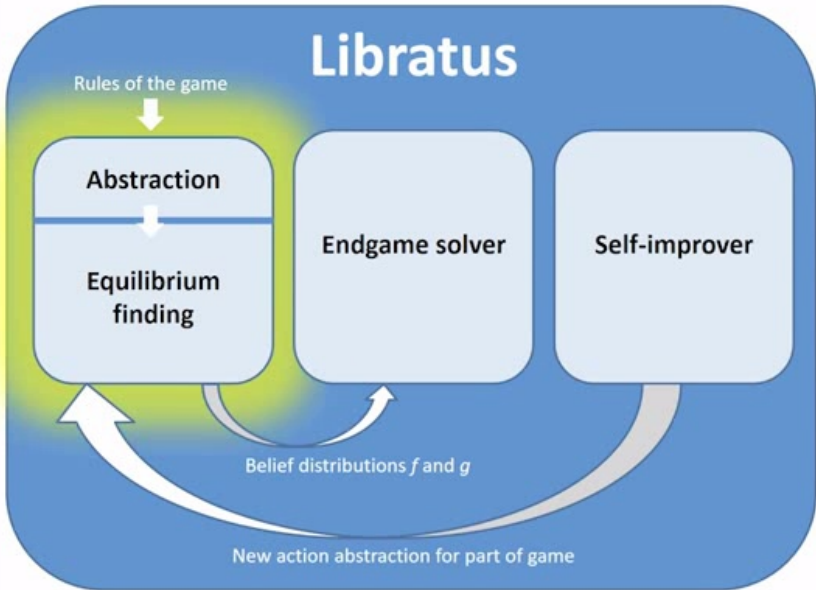 Libratus
Rules of the game
Abstraction
Equilibrium
finding
Endgame solver
Self-improver
Belief distributions f and g
New action abstraction for part of game